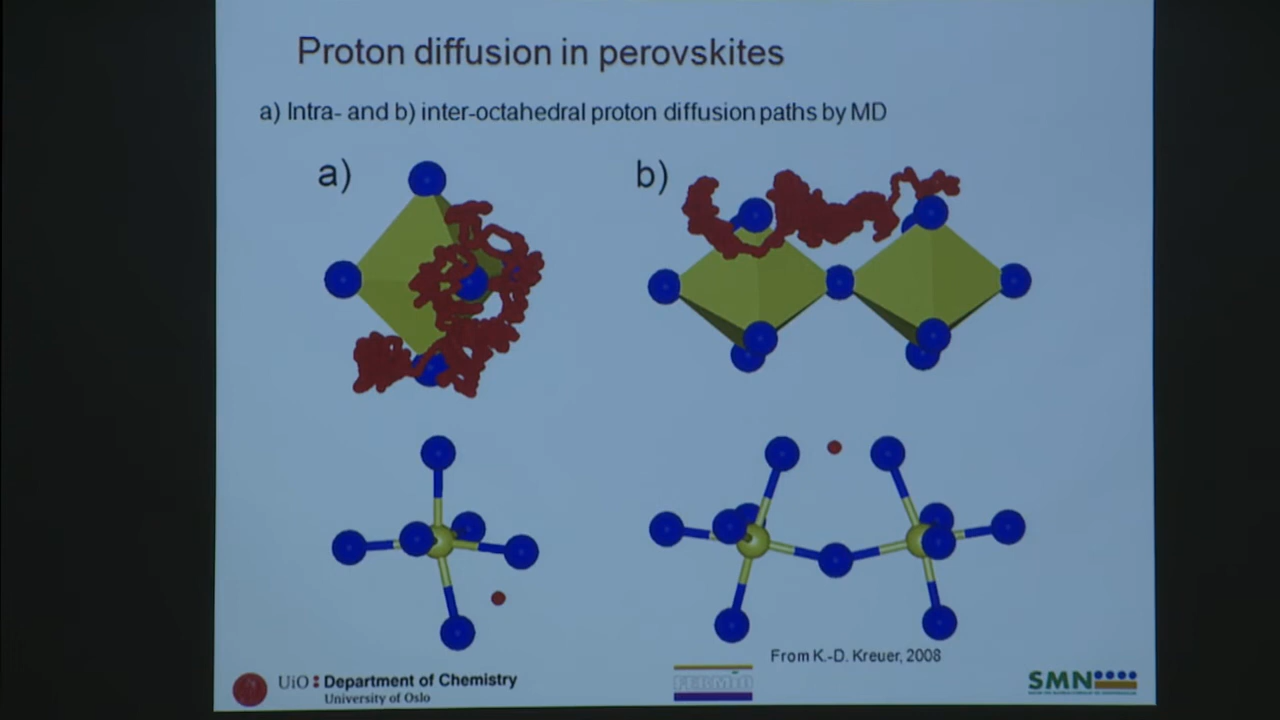 Proton diffusion in perovskites
a) Intra- and b) inter-octahedral proton diffusion paths by MD
a)
b)
From K.-D. Kreuer, 2008
UiO Department of Chemistry
University of Oslo
FERMiO
SMN